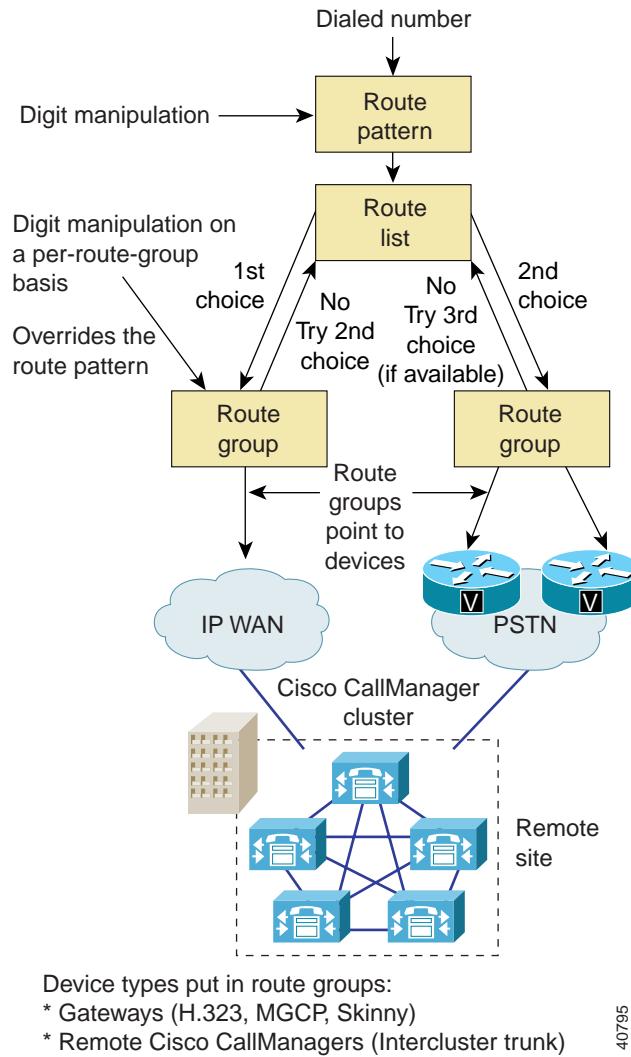 Dialed number
Route
pattern
Digit manipulation
Route
list
Digit manipulation on
a per-route-group
basis
Overrides the
route pattern
1st
choice
No
Try 2nd
choice
No
Try 3rd
choice
(if available)
2nd
choice
Route
group
Route
group
Route
groups
point to
devices
IP WAN
V
V
PSTN
Cisco CallManager
cluster
Remote
site
Device types put in route groups:
* Gateways (H.323, MGCP, Skinny)
* Remote Cisco CallManagers (Intercluster trunk)
40795